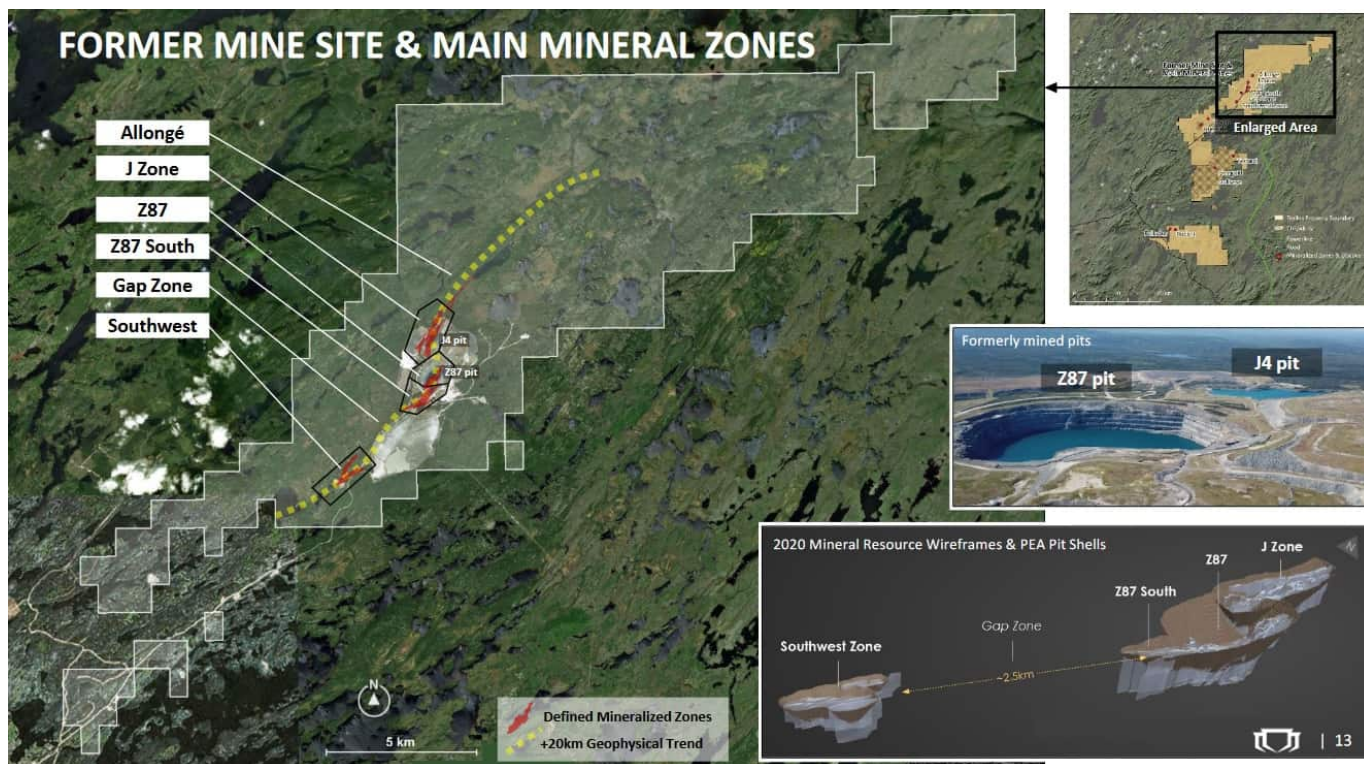 FORMER MINE SITE & MAIN MINERAL ZONES
Allongé
J Zone
Z87
Z87 South
Gap Zone
Southwest
J4 pit
Z87 pit
N
5 km
Defined Mineralized Zones
+20km Geophysical Trend
Enlarged Area
Formerly mined pits
Z87 pit
J4 pit
2020 Mineral Resource Wireframes & PEA Pit Shells
N
J Zone
Z87
Z87 South
Gap Zone
Southwest Zone
~2.5km
| 13